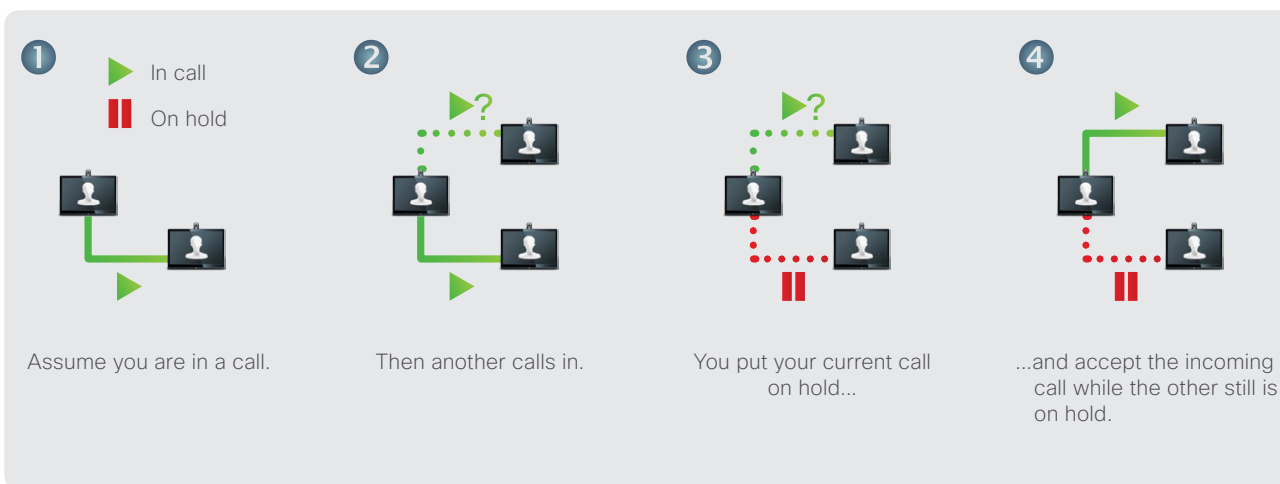 1
In call
On hold
Assume you are in a call.
2
?
Then another calls in.
3
?
You put your current call
on hold...
4
...and accept the incoming
call while the other still is
on hold.